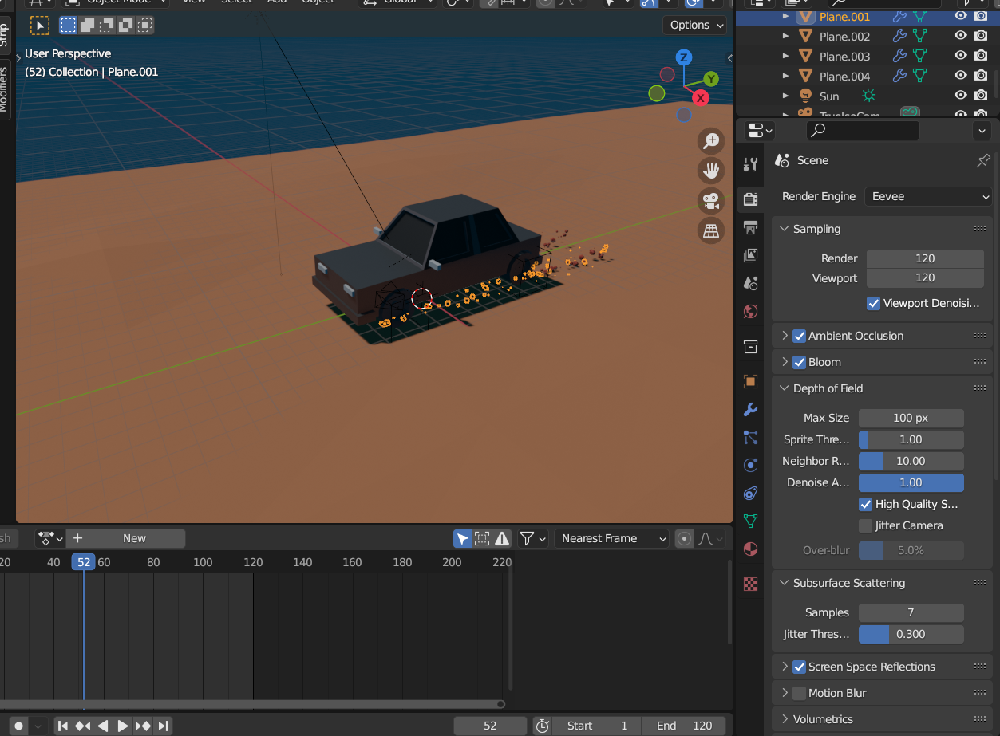 Object Mode
View
Select
Add
Object
Global
Options
Strip
Modifiers
User Perspective
(52) Collection | Plane.001
Z
Y
X
Plane.001
Plane.002
Plane.003
Plane.004
Sun
Scene
Render Engine
Eevee
Sampling
Render
120
Viewport
120
Viewport Denoisi...
Ambient Occlusion
Bloom
Depth of Field
Max Size
100 px
Sprite Thre...
1.00
Neighbor R...
10.00
Denoise A...
1.00
High Quality S...
Jitter Camera
Over-blur
5.0%
Subsurface Scattering
Samples
7
Jitter Thres...
0.300
Screen Space Reflections
Motion Blur
Volumetrics
sh
New
Nearest Frame
20 40 52 60 80 100 120 140 160 180 200 220
52
Start 1
End 120